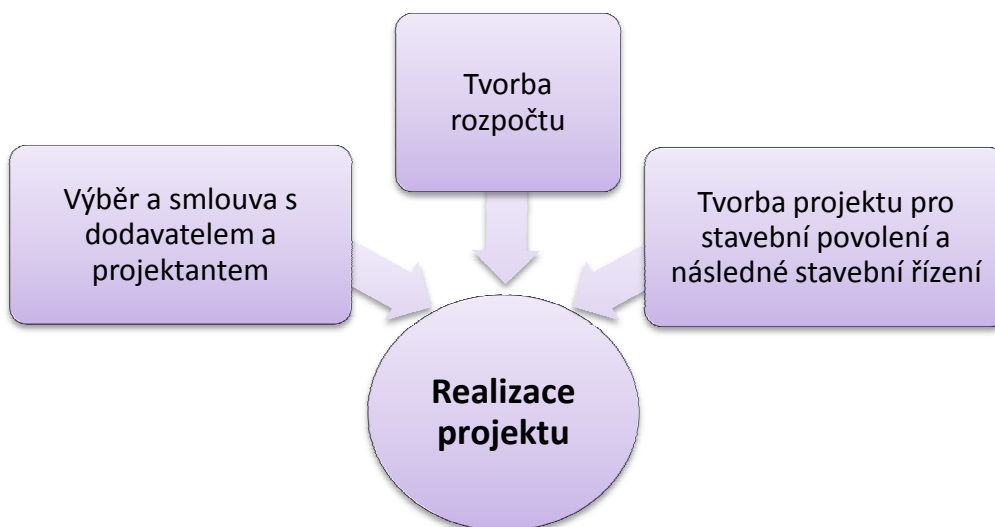 Tvorba
rozpočtu
Výběr a smlouva s
dodavatelem a
projektantem
Tvorba projektu pro
stavební povolení a
následné stavební řízení
Realizace
projektu